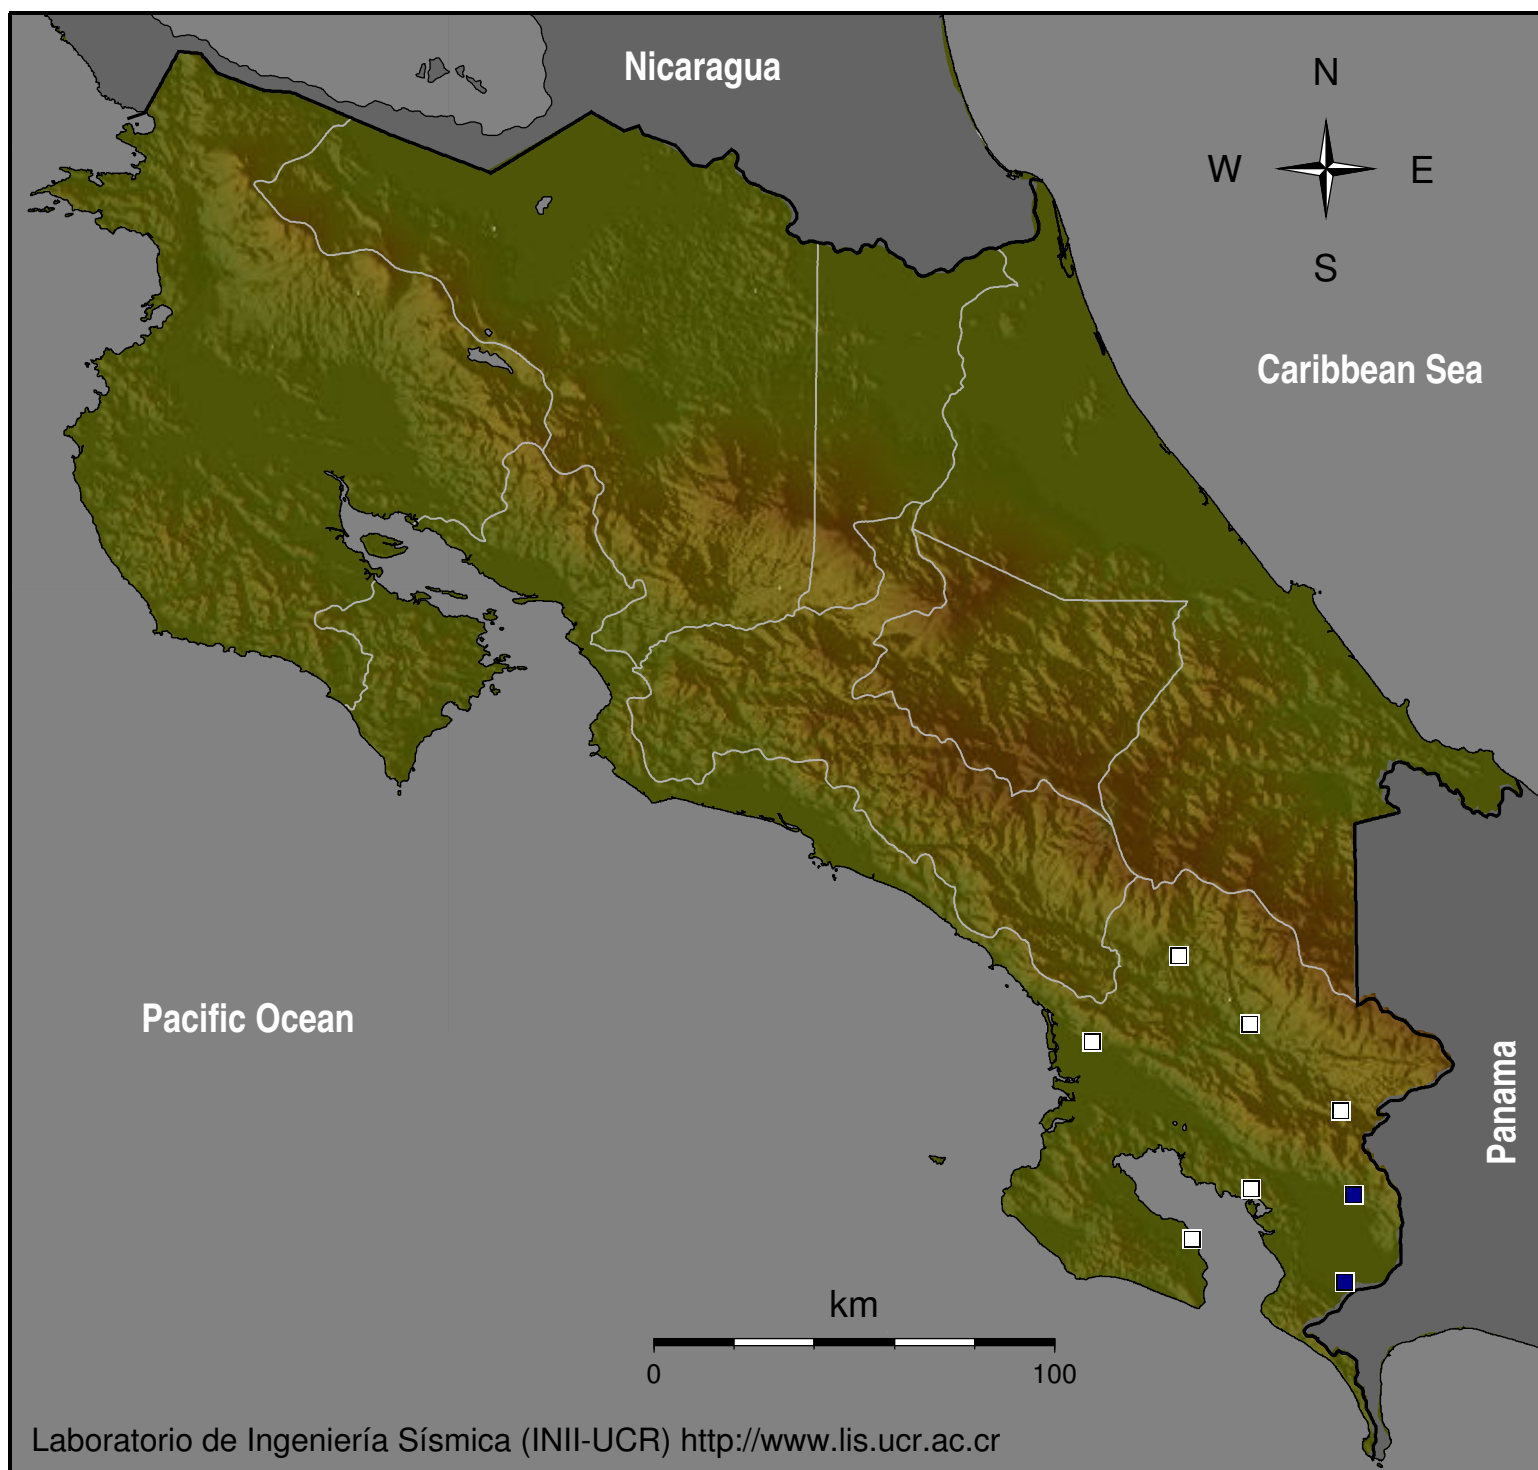 Nicaragua
N
W
E
S
Caribbean Sea
Pacific Ocean
Panama
km
0
100
Laboratorio de Ingeniería Sísmica (INII-UCR) http://www.lis.ucr.ac.cr